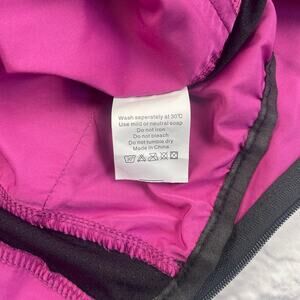 Wash seperately at 30℃
Use mild or neutral soap
Do not iron
Do not bleach
Do not tumble dry
Made in China